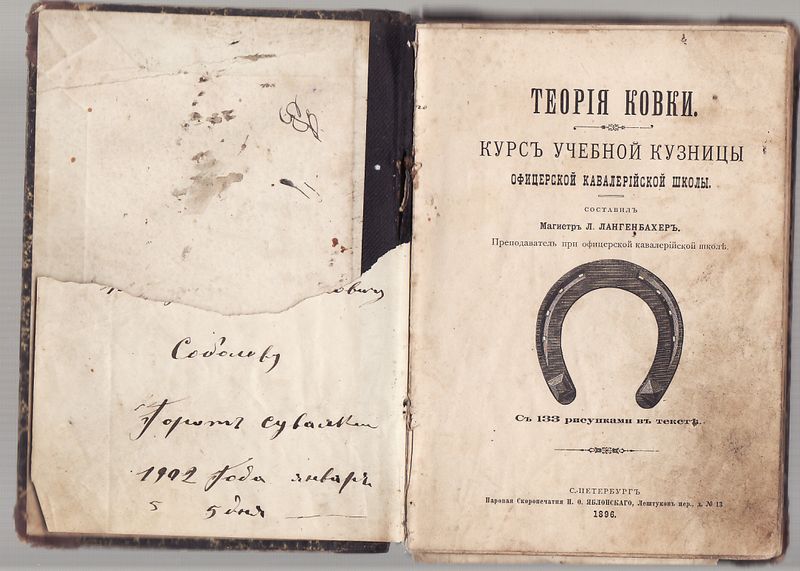 Соболеву
Городъ Сувалки
1902 Года январь
5 5 дня
ТЕОРІЯ КОВКИ.
КУРСЪ УЧЕБНОЙ КУЗНИЦЫ
ОФИЦЕРСКОЙ КАВАЛЕРІЙСКОЙ ШКОЛЫ.
СОСТАВИЛЪ
Магистръ Л. ЛАНГЕНБАХЕРЪ.
Преподаватель при офицерской кавалерійской школѣ.
Съ 133 рисунками въ текстѣ.
С.-ПЕТЕРБУРГЪ
Паровая Скоропечатня П. О. ЯБЛОНСКАГО, Лештуковъ пер., д. № 13
1896.